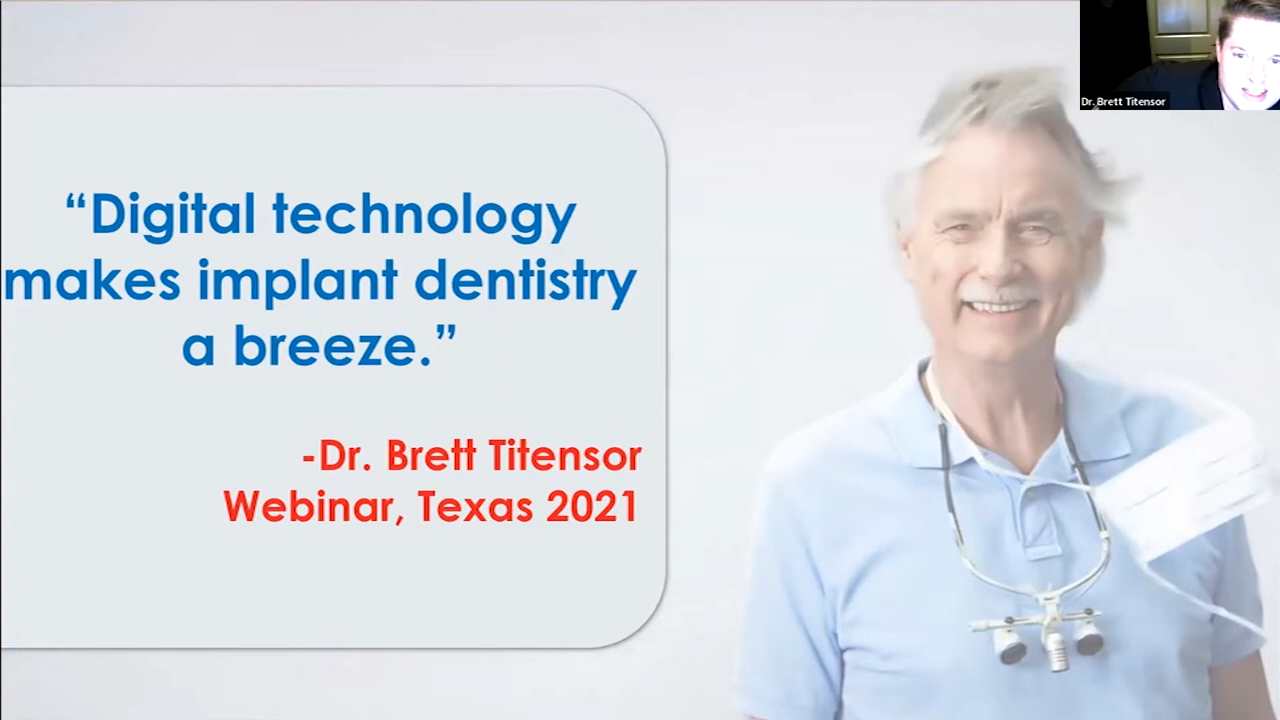 “Digital technology
makes implant dentistry
a breeze.”
-Dr. Brett Titensor
Webinar, Texas 2021
Dr. Brett Titensor